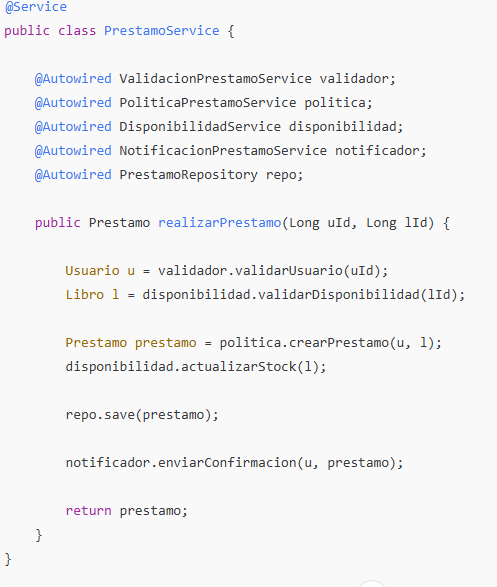 @Service
public class PrestamoService {
@Autowired ValidacionPrestamoService validador;
@Autowired PoliticaPrestamoService politica;
@Autowired DisponibilidadService disponibilidad;
@Autowired NotificacionPrestamoService notificador;
@Autowired PrestamoRepository repo;
public Prestamo realizarPrestamo(Long uId, Long lId) {
Usuario u = validador.validarUsuario(uId);
Libro l = disponibilidad.validarDisponibilidad(lId);
Prestamo prestamo = politica.crearPrestamo(u, l);
disponibilidad.actualizarStock(l);
repo.save(prestamo);
notificador.enviarConfirmacion(u, prestamo);
return prestamo;
}
}